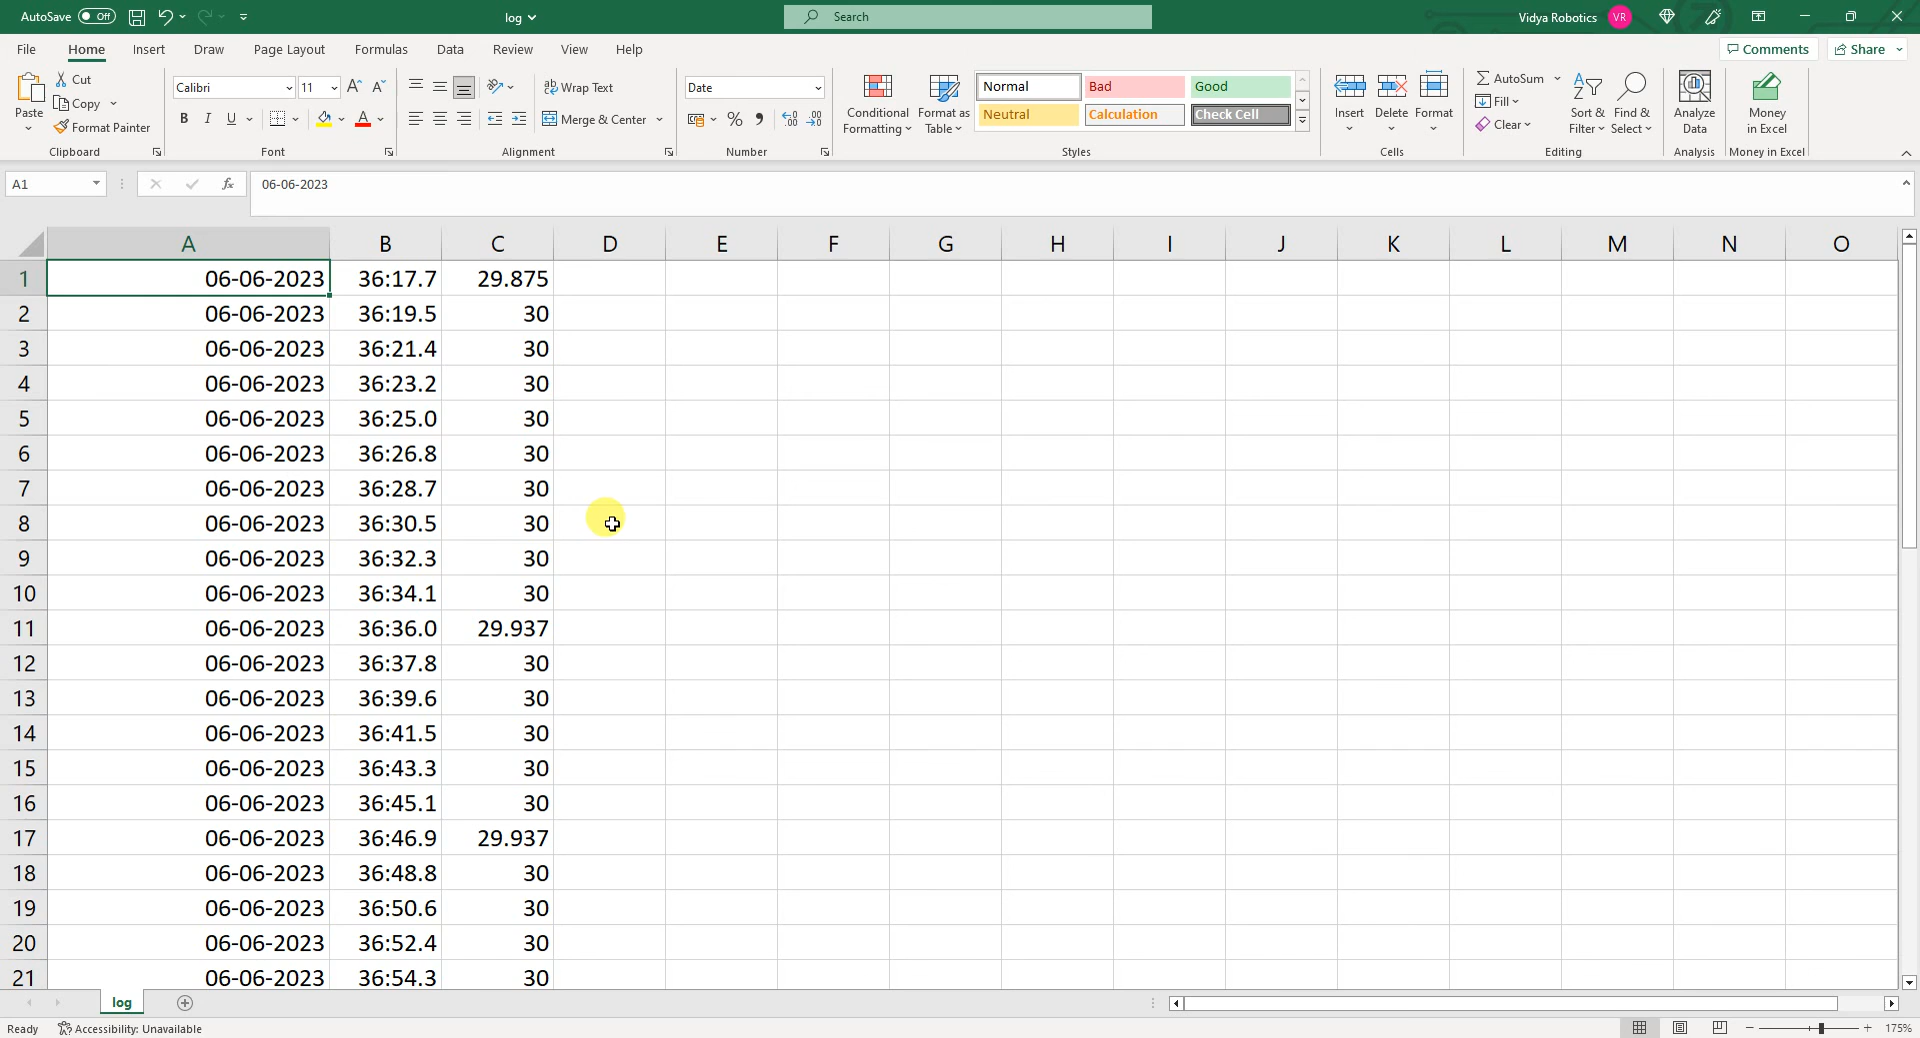 AutoSave Off log Search Vidya Robotics VR
File Home Insert Draw Page Layout Formulas Data Review View Help Comments Share
Paste Cut Copy Format Painter
Clipboard
Calibri 11 A A
B I U A
Font
ab Wrap Text
Merge & Center
Alignment
Date
% 9 .00 .00
Number
Conditional Formatting Format as Table
Normal Bad Good
Neutral Calculation Check Cell
Styles
Insert Delete Format
Cells
AutoSum
Fill
Clear
Sort & Filter Find & Select
Editing
Analyze Data
Analysis
Money in Excel
Money in Excel
A1 fx 06-06-2023
A B C D E F G H I J K L M N O
1 06-06-2023 36:17.7 29.875
2 06-06-2023 36:19.5 30
3 06-06-2023 36:21.4 30
4 06-06-2023 36:23.2 30
5 06-06-2023 36:25.0 30
6 06-06-2023 36:26.8 30
7 06-06-2023 36:28.7 30
8 06-06-2023 36:30.5 30
9 06-06-2023 36:32.3 30
10 06-06-2023 36:34.1 30
11 06-06-2023 36:36.0 29.937
12 06-06-2023 36:37.8 30
13 06-06-2023 36:39.6 30
14 06-06-2023 36:41.5 30
15 06-06-2023 36:43.3 30
16 06-06-2023 36:45.1 30
17 06-06-2023 36:46.9 29.937
18 06-06-2023 36:48.8 30
19 06-06-2023 36:50.6 30
20 06-06-2023 36:52.4 30
21 06-06-2023 36:54.3 30
log
Ready Accessibility: Unavailable 175%